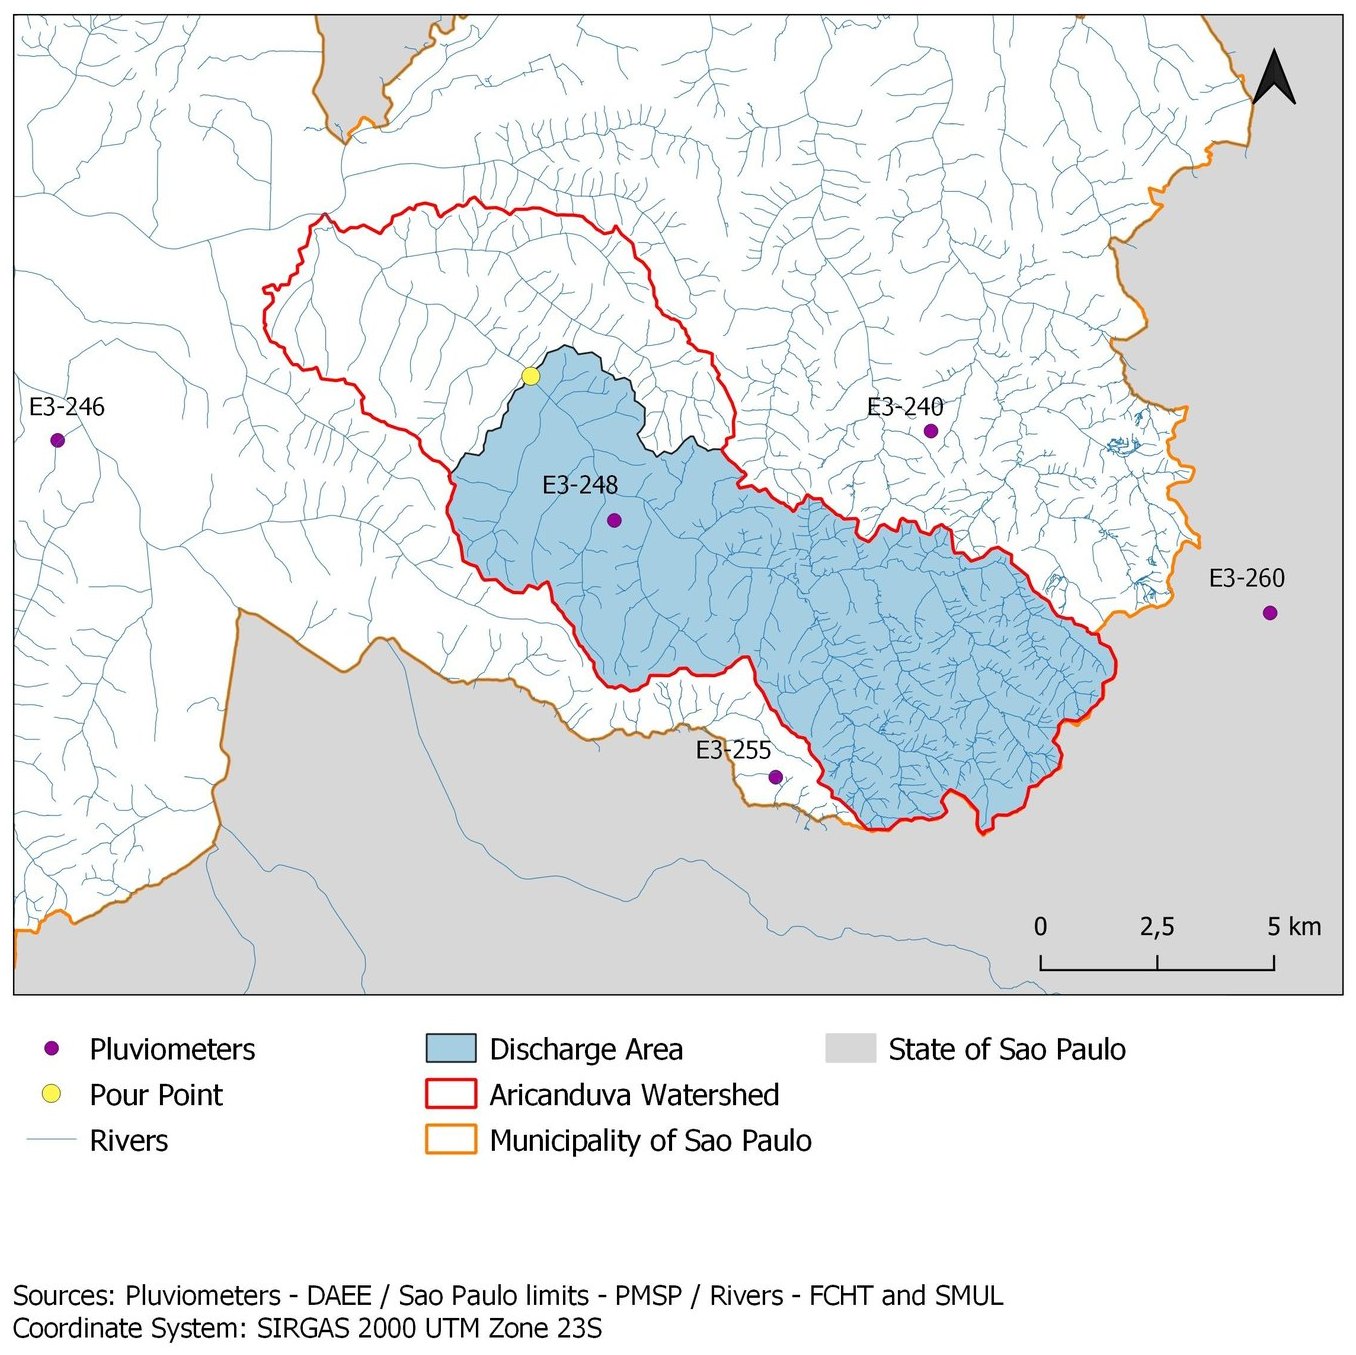 E3-246
E3-240
E3-248
E3-260
E3-255
0 2,5 5 km
Pluviometers
Discharge Area
State of Sao Paulo
Pour Point
Aricanduva Watershed
Rivers
Municipality of Sao Paulo
Sources: Pluviometers - DAEE / Sao Paulo limits - PMSP / Rivers - FCHT and SMUL
Coordinate System: SIRGAS 2000 UTM Zone 23S